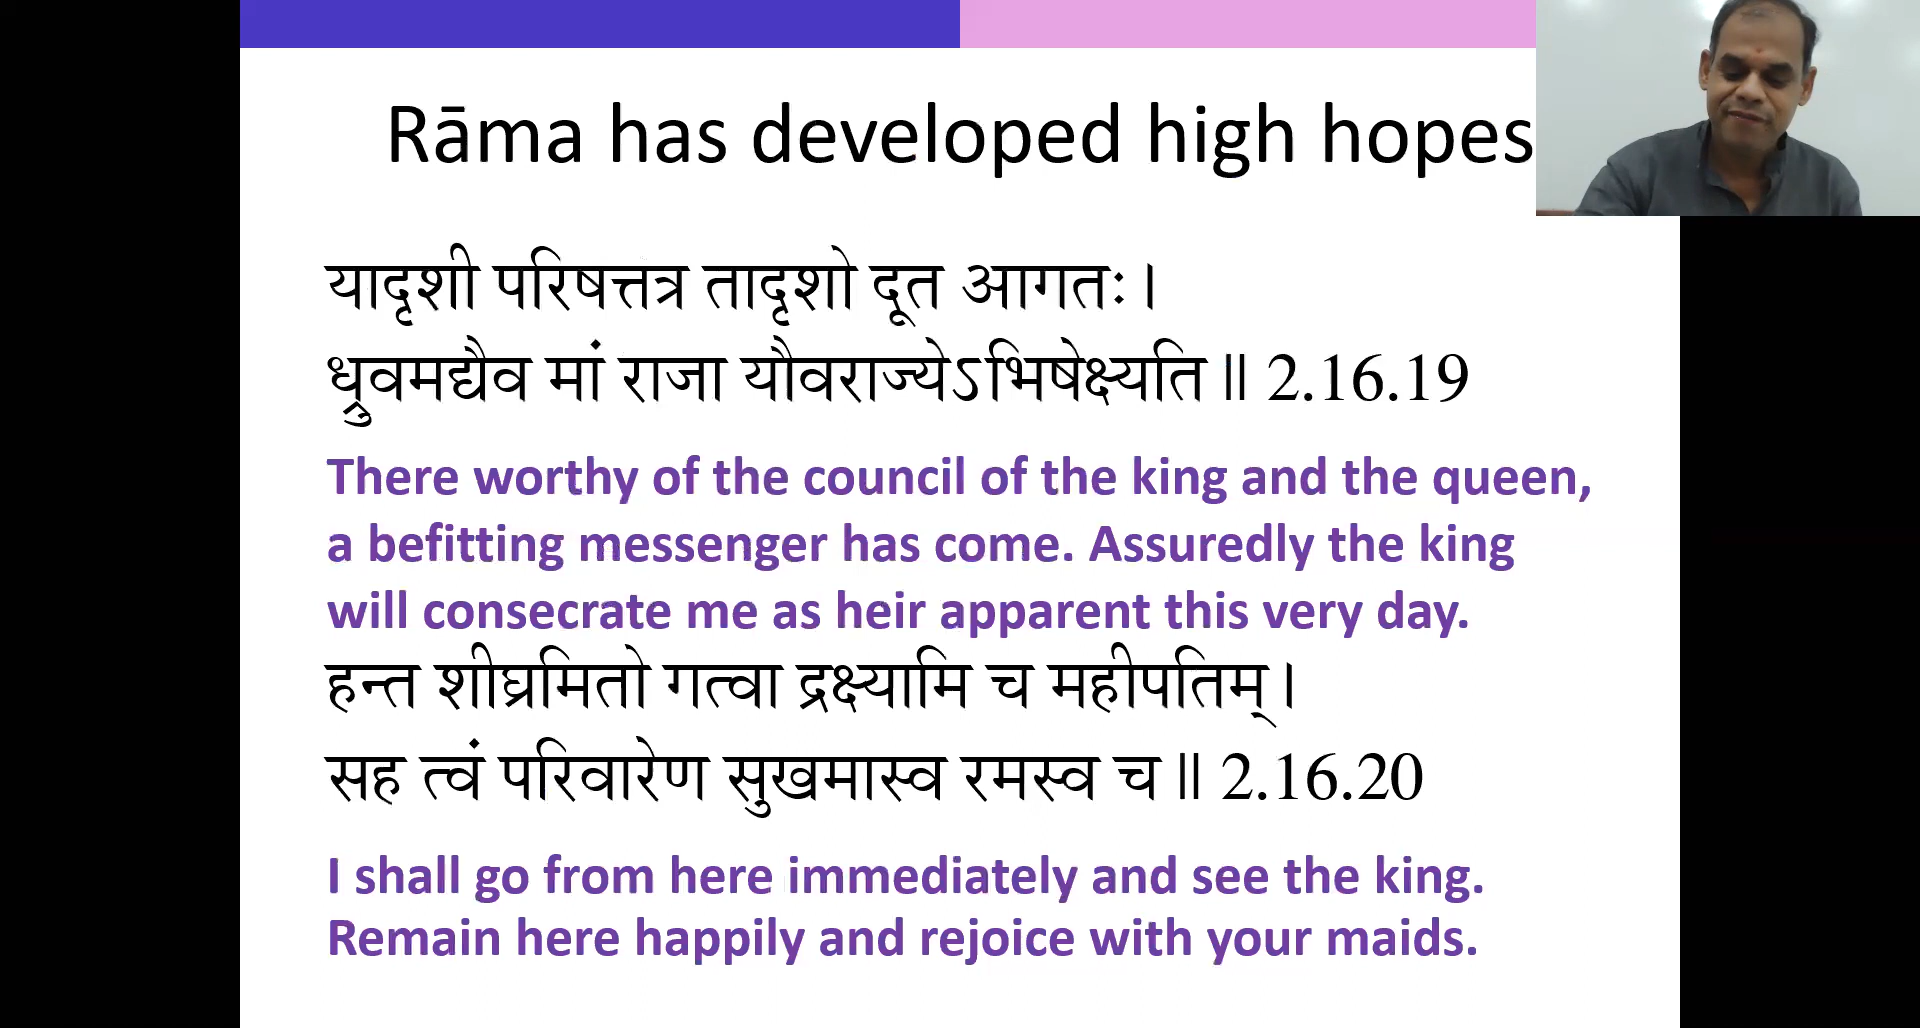 Rāma has developed high hopes
यादृशी परिषत्तत्र तादृशो दूत आगतः।
ध्रुवमद्यैव मां राजा यौवराज्येऽभिषेक्ष्यति॥ 2.16.19
There worthy of the council of the king and the queen,
a befitting messenger has come. Assuredly the king
will consecrate me as heir apparent this very day.
हन्त शीघ्रमितो गत्वा द्रक्ष्यामि च महीपतिम्।
सह त्वं परिवारेण सुखमास्व रमस्व च॥ 2.16.20
I shall go from here immediately and see the king.
Remain here happily and rejoice with your maids.